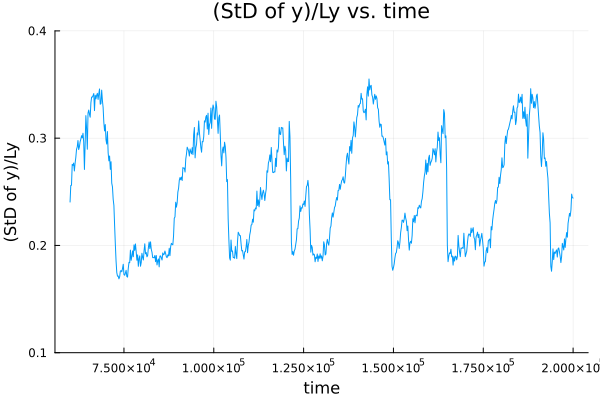 (StD of y)/Ly vs. time
(StD of y)/Ly
0.4
0.3
0.2
0.1
7.500×10⁴ 1.000×10⁵ 1.250×10⁵ 1.500×10⁵ 1.750×10⁵ 2.000×10⁵
time